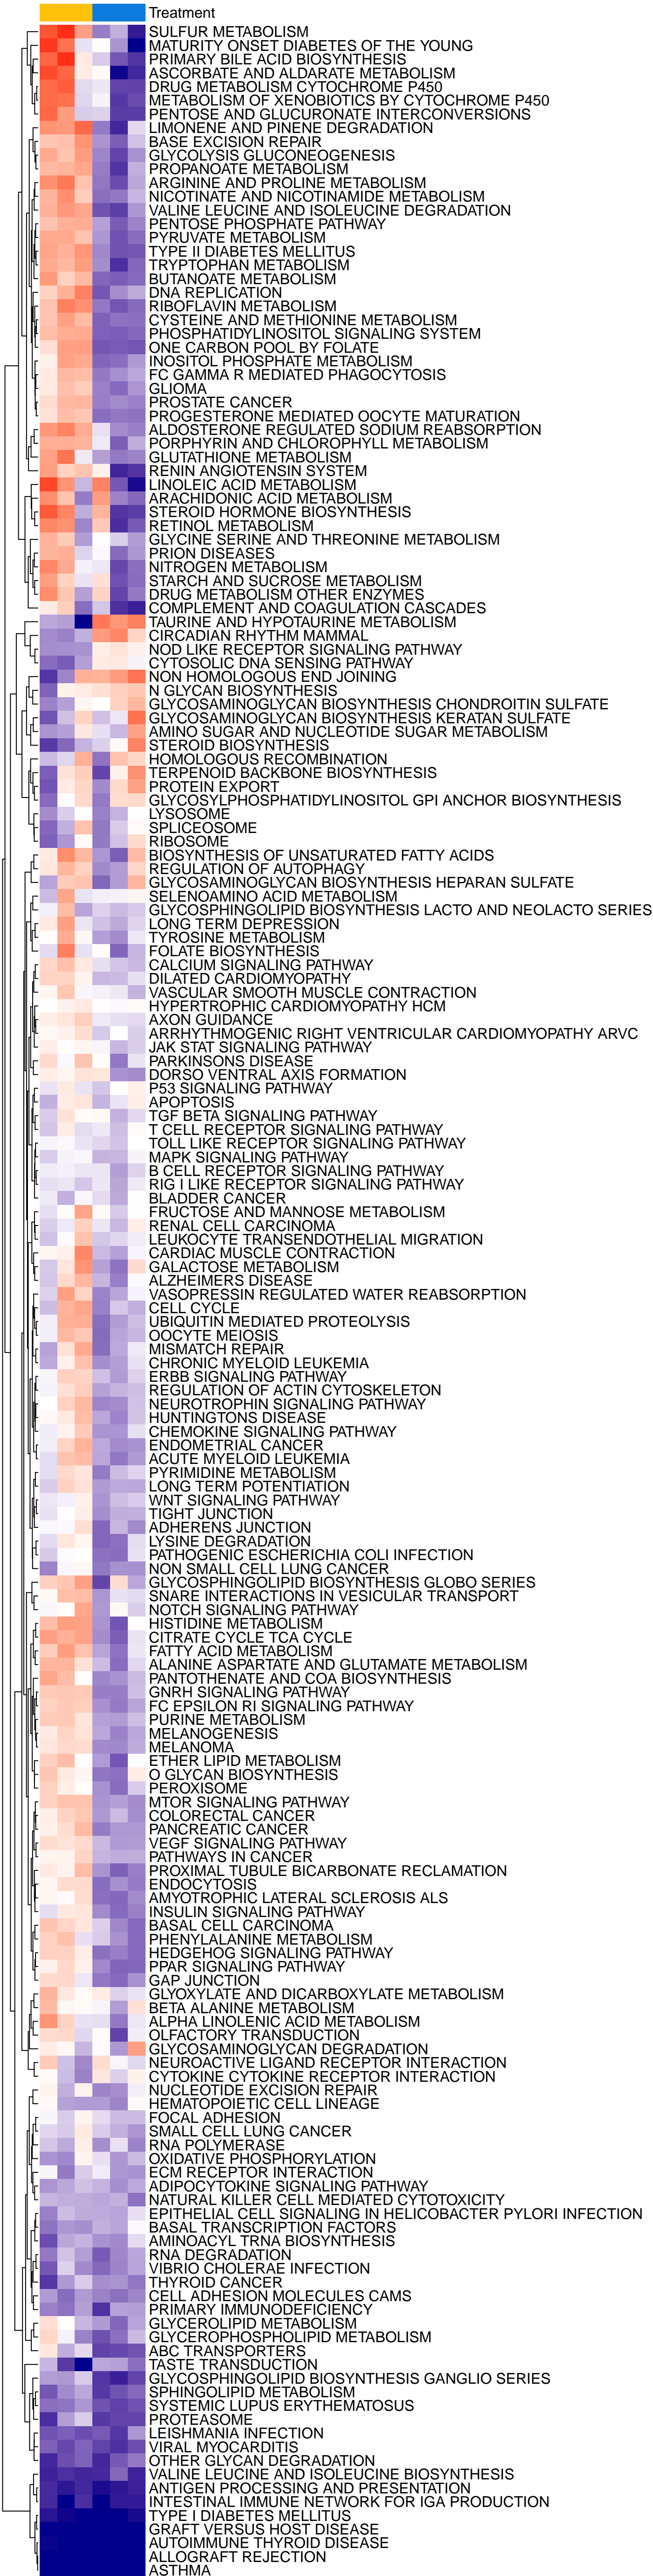 Treatment
SULFUR METABOLISM
MATURITY ONSET DIABETES OF THE YOUNG
PRIMARY BILE ACID BIOSYNTHESIS
ASCORBATE AND ALDARATE METABOLISM
DRUG METABOLISM CYTOCHROME P450
METABOLISM OF XENOBIOTICS BY CYTOCHROME P450
PENTOSE AND GLUCURONATE INTERCONVERSIONS
LIMONENE AND PINENE DEGRADATION
BASE EXCISION REPAIR
GLYCOLYSIS GLUCONEOGENESIS
PROPANOATE METABOLISM
ARGININE AND PROLINE METABOLISM
NICOTINATE AND NICOTINAMIDE METABOLISM
VALINE LEUCINE AND ISOLEUCINE DEGRADATION
PENTOSE PHOSPHATE PATHWAY
PYRUVATE METABOLISM
TYPE II DIABETES MELLITUS
TRYPTOPHAN METABOLISM
BUTANOATE METABOLISM
DNA REPLICATION
RIBOFLAVIN METABOLISM
CYSTEINE AND METHIONINE METABOLISM
PHOSPHATIDYLINOSITOL SIGNALING SYSTEM
ONE CARBON POOL BY FOLATE
INOSITOL PHOSPHATE METABOLISM
FC GAMMA R MEDIATED PHAGOCYTOSIS
GLIOMA
PROSTATE CANCER
PROGESTERONE MEDIATED OOCYTE MATURATION
ALDOSTERONE REGULATED SODIUM REABSORPTION
PORPHYRIN AND CHLOROPHYLL METABOLISM
GLUTATHIONE METABOLISM
RENIN ANGIOTENSIN SYSTEM
LINOLEIC ACID METABOLISM
ARACHIDONIC ACID METABOLISM
STEROID HORMONE BIOSYNTHESIS
RETINOL METABOLISM
GLYCINE SERINE AND THREONINE METABOLISM
PRION DISEASES
NITROGEN METABOLISM
STARCH AND SUCROSE METABOLISM
DRUG METABOLISM OTHER ENZYMES
COMPLEMENT AND COAGULATION CASCADES
TAURINE AND HYPOTAURINE METABOLISM
CIRCADIAN RHYTHM MAMMAL
NOD LIKE RECEPTOR SIGNALING PATHWAY
CYTOSOLIC DNA SENSING PATHWAY
NON HOMOLOGOUS END JOINING
N GLYCAN BIOSYNTHESIS
GLYCOSAMINOGLYCAN BIOSYNTHESIS CHONDROITIN SULFATE
GLYCOSAMINOGLYCAN BIOSYNTHESIS KERATAN SULFATE
AMINO SUGAR AND NUCLEOTIDE SUGAR METABOLISM
STEROID BIOSYNTHESIS
HOMOLOGOUS RECOMBINATION
TERPENOID BACKBONE BIOSYNTHESIS
PROTEIN EXPORT
GLYCOSYLPHOSPHATIDYLINOSITOL GPI ANCHOR BIOSYNTHESIS
LYSOSOME
SPLICEOSOME
RIBOSOME
BIOSYNTHESIS OF UNSATURATED FATTY ACIDS
REGULATION OF AUTOPHAGY
GLYCOSAMINOGLYCAN BIOSYNTHESIS HEPARAN SULFATE
SELENOAMINO ACID METABOLISM
GLYCOSPHINGOLIPID BIOSYNTHESIS LACTO AND NEOLACTO SERIES
LONG TERM DEPRESSION
TYROSINE METABOLISM
FOLATE BIOSYNTHESIS
CALCIUM SIGNALING PATHWAY
DILATED CARDIOMYOPATHY
VASCULAR SMOOTH MUSCLE CONTRACTION
HYPERTROPHIC CARDIOMYOPATHY HCM
AXON GUIDANCE
ARRHYTHMOGENIC RIGHT VENTRICULAR CARDIOMYOPATHY ARVC
JAK STAT SIGNALING PATHWAY
PARKINSONS DISEASE
DORSO VENTRAL AXIS FORMATION
P53 SIGNALING PATHWAY
APOPTOSIS
TGF BETA SIGNALING PATHWAY
T CELL RECEPTOR SIGNALING PATHWAY
TOLL LIKE RECEPTOR SIGNALING PATHWAY
MAPK SIGNALING PATHWAY
B CELL RECEPTOR SIGNALING PATHWAY
RIG I LIKE RECEPTOR SIGNALING PATHWAY
BLADDER CANCER
FRUCTOSE AND MANNOSE METABOLISM
RENAL CELL CARCINOMA
LEUKOCYTE TRANSENDOTHELIAL MIGRATION
CARDIAC MUSCLE CONTRACTION
GALACTOSE METABOLISM
ALZHEIMERS DISEASE
VASOPRESSIN REGULATED WATER REABSORPTION
CELL CYCLE
UBIQUITIN MEDIATED PROTEOLYSIS
OOCYTE MEIOSIS
MISMATCH REPAIR
CHRONIC MYELOID LEUKEMIA
ERBB SIGNALING PATHWAY
REGULATION OF ACTIN CYTOSKELETON
NEUROTROPHIN SIGNALING PATHWAY
HUNTINGTONS DISEASE
CHEMOKINE SIGNALING PATHWAY
ENDOMETRIAL CANCER
ACUTE MYELOID LEUKEMIA
PYRIMIDINE METABOLISM
LONG TERM POTENTIATION
WNT SIGNALING PATHWAY
TIGHT JUNCTION
ADHERENS JUNCTION
LYSINE DEGRADATION
PATHOGENIC ESCHERICHIA COLI INFECTION
NON SMALL CELL LUNG CANCER
GLYCOSPHINGOLIPID BIOSYNTHESIS GLOBO SERIES
SNARE INTERACTIONS IN VESICULAR TRANSPORT
NOTCH SIGNALING PATHWAY
HISTIDINE METABOLISM
CITRATE CYCLE TCA CYCLE
FATTY ACID METABOLISM
ALANINE ASPARTATE AND GLUTAMATE METABOLISM
PANTOTHENATE AND COA BIOSYNTHESIS
GNRH SIGNALING PATHWAY
FC EPSILON RI SIGNALING PATHWAY
PURINE METABOLISM
MELANOGENESIS
MELANOMA
ETHER LIPID METABOLISM
O GLYCAN BIOSYNTHESIS
PEROXISOME
MTOR SIGNALING PATHWAY
COLORECTAL CANCER
PANCREATIC CANCER
VEGF SIGNALING PATHWAY
PATHWAYS IN CANCER
PROXIMAL TUBULE BICARBONATE RECLAMATION
ENDOCYTOSIS
AMYOTROPHIC LATERAL SCLEROSIS ALS
INSULIN SIGNALING PATHWAY
BASAL CELL CARCINOMA
PHENYLALANINE METABOLISM
HEDGEHOG SIGNALING PATHWAY
PPAR SIGNALING PATHWAY
GAP JUNCTION
GLYOXYLATE AND DICARBOXYLATE METABOLISM
BETA ALANINE METABOLISM
ALPHA LINOLENIC ACID METABOLISM
OLFACTORY TRANSDUCTION
GLYCOSAMINOGLYCAN DEGRADATION
NEUROACTIVE LIGAND RECEPTOR INTERACTION
CYTOKINE CYTOKINE RECEPTOR INTERACTION
NUCLEOTIDE EXCISION REPAIR
HEMATOPOIETIC CELL LINEAGE
FOCAL ADHESION
SMALL CELL LUNG CANCER
RNA POLYMERASE
OXIDATIVE PHOSPHORYLATION
ECM RECEPTOR INTERACTION
ADIPOCYTOKINE SIGNALING PATHWAY
NATURAL KILLER CELL MEDIATED CYTOTOXICITY
EPITHELIAL CELL SIGNALING IN HELICOBACTER PYLORI INFECTION
BASAL TRANSCRIPTION FACTORS
AMINOACYL TRNA BIOSYNTHESIS
RNA DEGRADATION
VIBRIO CHOLERAE INFECTION
THYROID CANCER
CELL ADHESION MOLECULES CAMS
PRIMARY IMMUNODEFICIENCY
GLYCEROLIPID METABOLISM
GLYCEROPHOSPHOLIPID METABOLISM
ABC TRANSPORTERS
TASTE TRANSDUCTION
GLYCOSPHINGOLIPID BIOSYNTHESIS GANGLIO SERIES
SPHINGOLIPID METABOLISM
SYSTEMIC LUPUS ERYTHEMATOSUS
PROTEASOME
LEISHMANIA INFECTION
VIRAL MYOCARDITIS
OTHER GLYCAN DEGRADATION
VALINE LEUCINE AND ISOLEUCINE BIOSYNTHESIS
ANTIGEN PROCESSING AND PRESENTATION
INTESTINAL IMMUNE NETWORK FOR IGA PRODUCTION
TYPE I DIABETES MELLITUS
GRAFT VERSUS HOST DISEASE
AUTOIMMUNE THYROID DISEASE
ALLOGRAFT REJECTION
ASTHMA